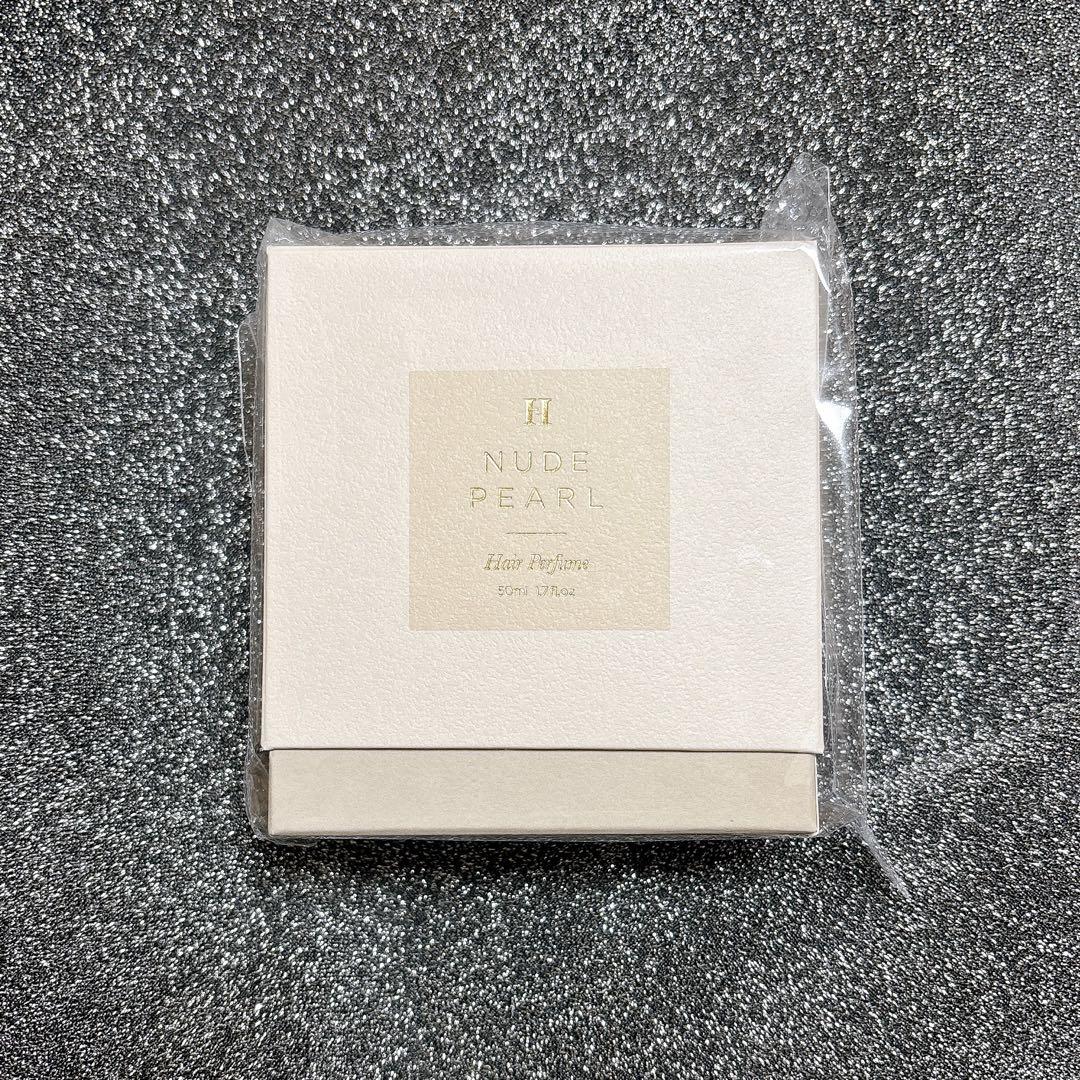 H
NUDE
PEARL
Hair Perfume
50ml 1.7fl.oz